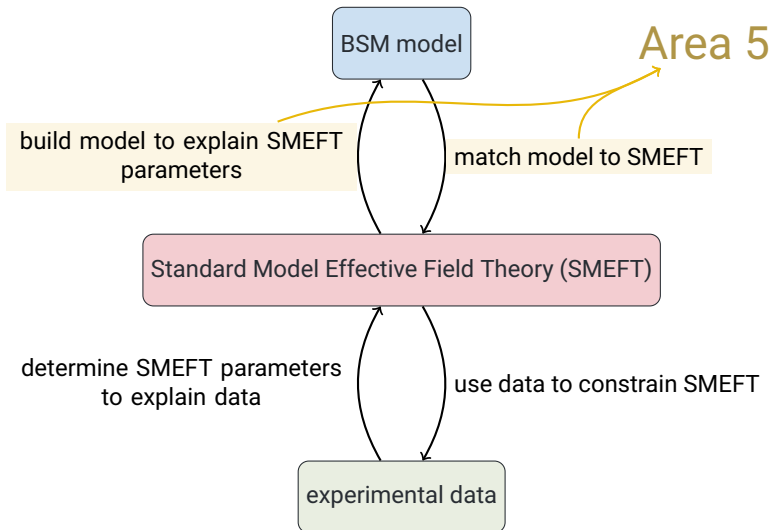 BSM model
Area 5
build model to explain SMEFT
parameters
match model to SMEFT
Standard Model Effective Field Theory (SMEFT)
determine SMEFT parameters
to explain data
use data to constrain SMEFT
experimental data